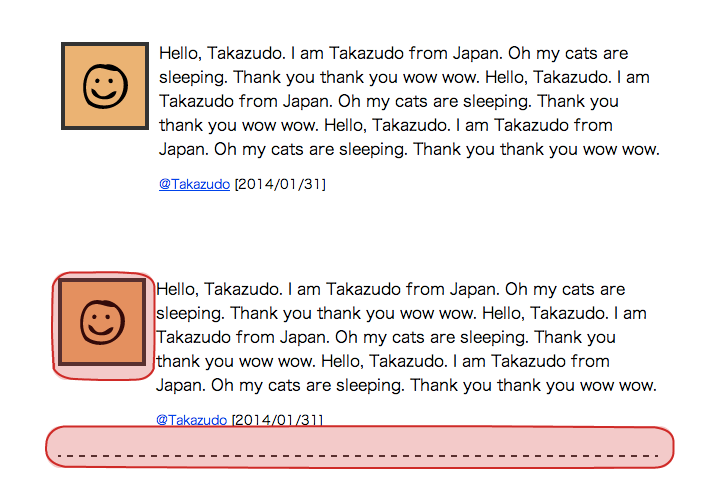 Hello, Takazudo. I am Takazudo from Japan. Oh my cats are
sleeping. Thank you thank you wow wow. Hello, Takazudo. I am
Takazudo from Japan. Oh my cats are sleeping. Thank you
thank you wow wow. Hello, Takazudo. I am Takazudo from
Japan. Oh my cats are sleeping. Thank you thank you wow wow.
@Takazudo [2014/01/31]
Hello, Takazudo. I am Takazudo from Japan. Oh my cats are
sleeping. Thank you thank you wow wow. Hello, Takazudo. I am
Takazudo from Japan. Oh my cats are sleeping. Thank you
thank you wow wow. Hello, Takazudo. I am Takazudo from
Japan. Oh my cats are sleeping. Thank you thank you wow wow.
@Takazudo [2014/01/31]